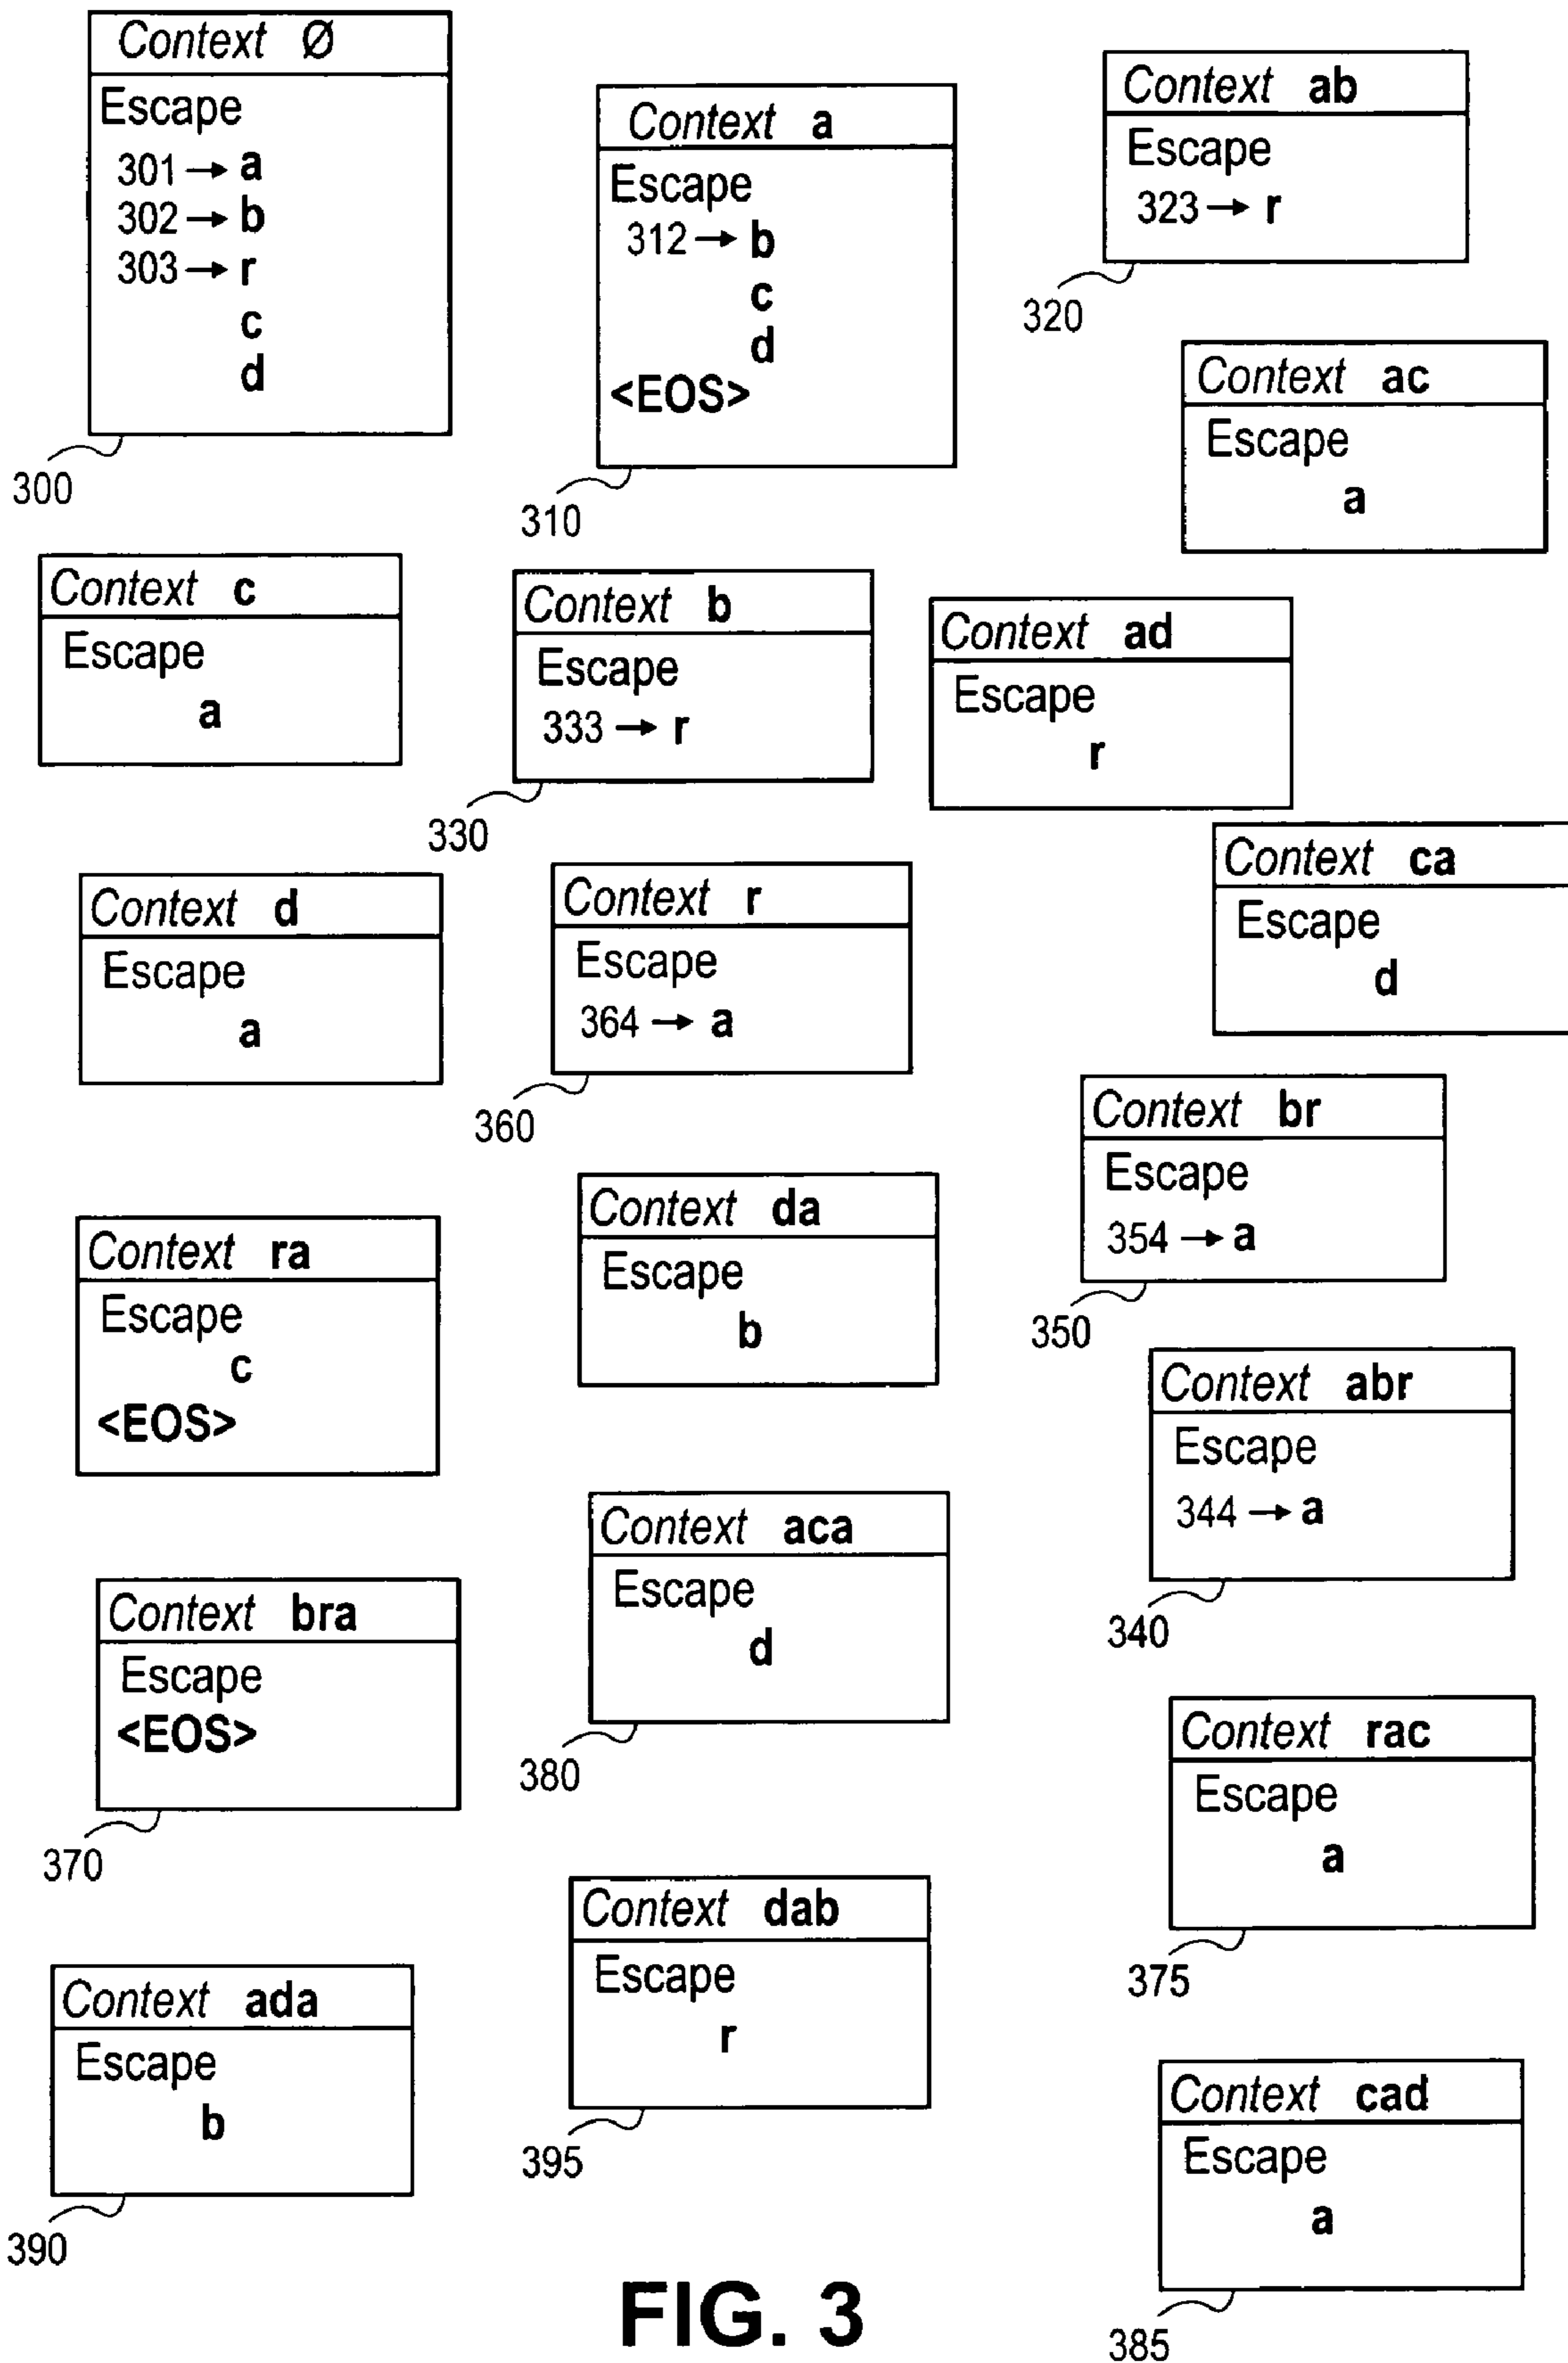 Context Ø
Escape
301 → a
302 → b
303 → r
c
d
300
Context a
Escape
312 → b
c
d
<EOS>
310
Context ab
Escape
323 → r
320
Context ac
Escape
a
Context c
Escape
a
Context b
Escape
333 → r
330
Context ad
Escape
r
Context ca
Escape
d
Context d
Escape
a
Context r
Escape
364 → a
360
Context br
Escape
354 → a
350
Context ra
Escape
c
<EOS>
Context da
Escape
b
Context abr
Escape
344 → a
340
Context bra
Escape
<EOS>
370
Context aca
Escape
d
380
Context rac
Escape
a
375
Context ada
Escape
b
390
Context dab
Escape
r
395
Context cad
Escape
a
385
FIG. 3